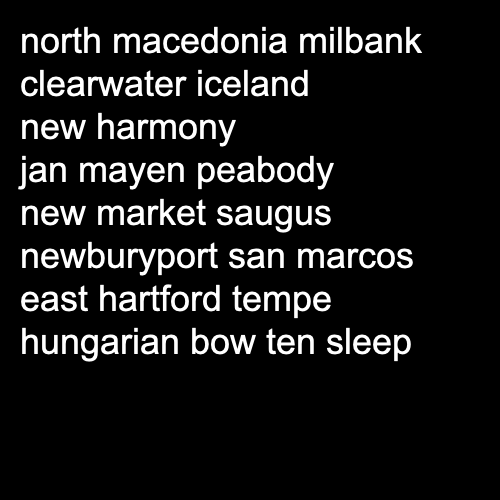 north macedonia milbank
clearwater iceland
new harmony
jan mayen peabody
new market saugus
newburyport san marcos
east hartford tempe
hungarian bow ten sleep